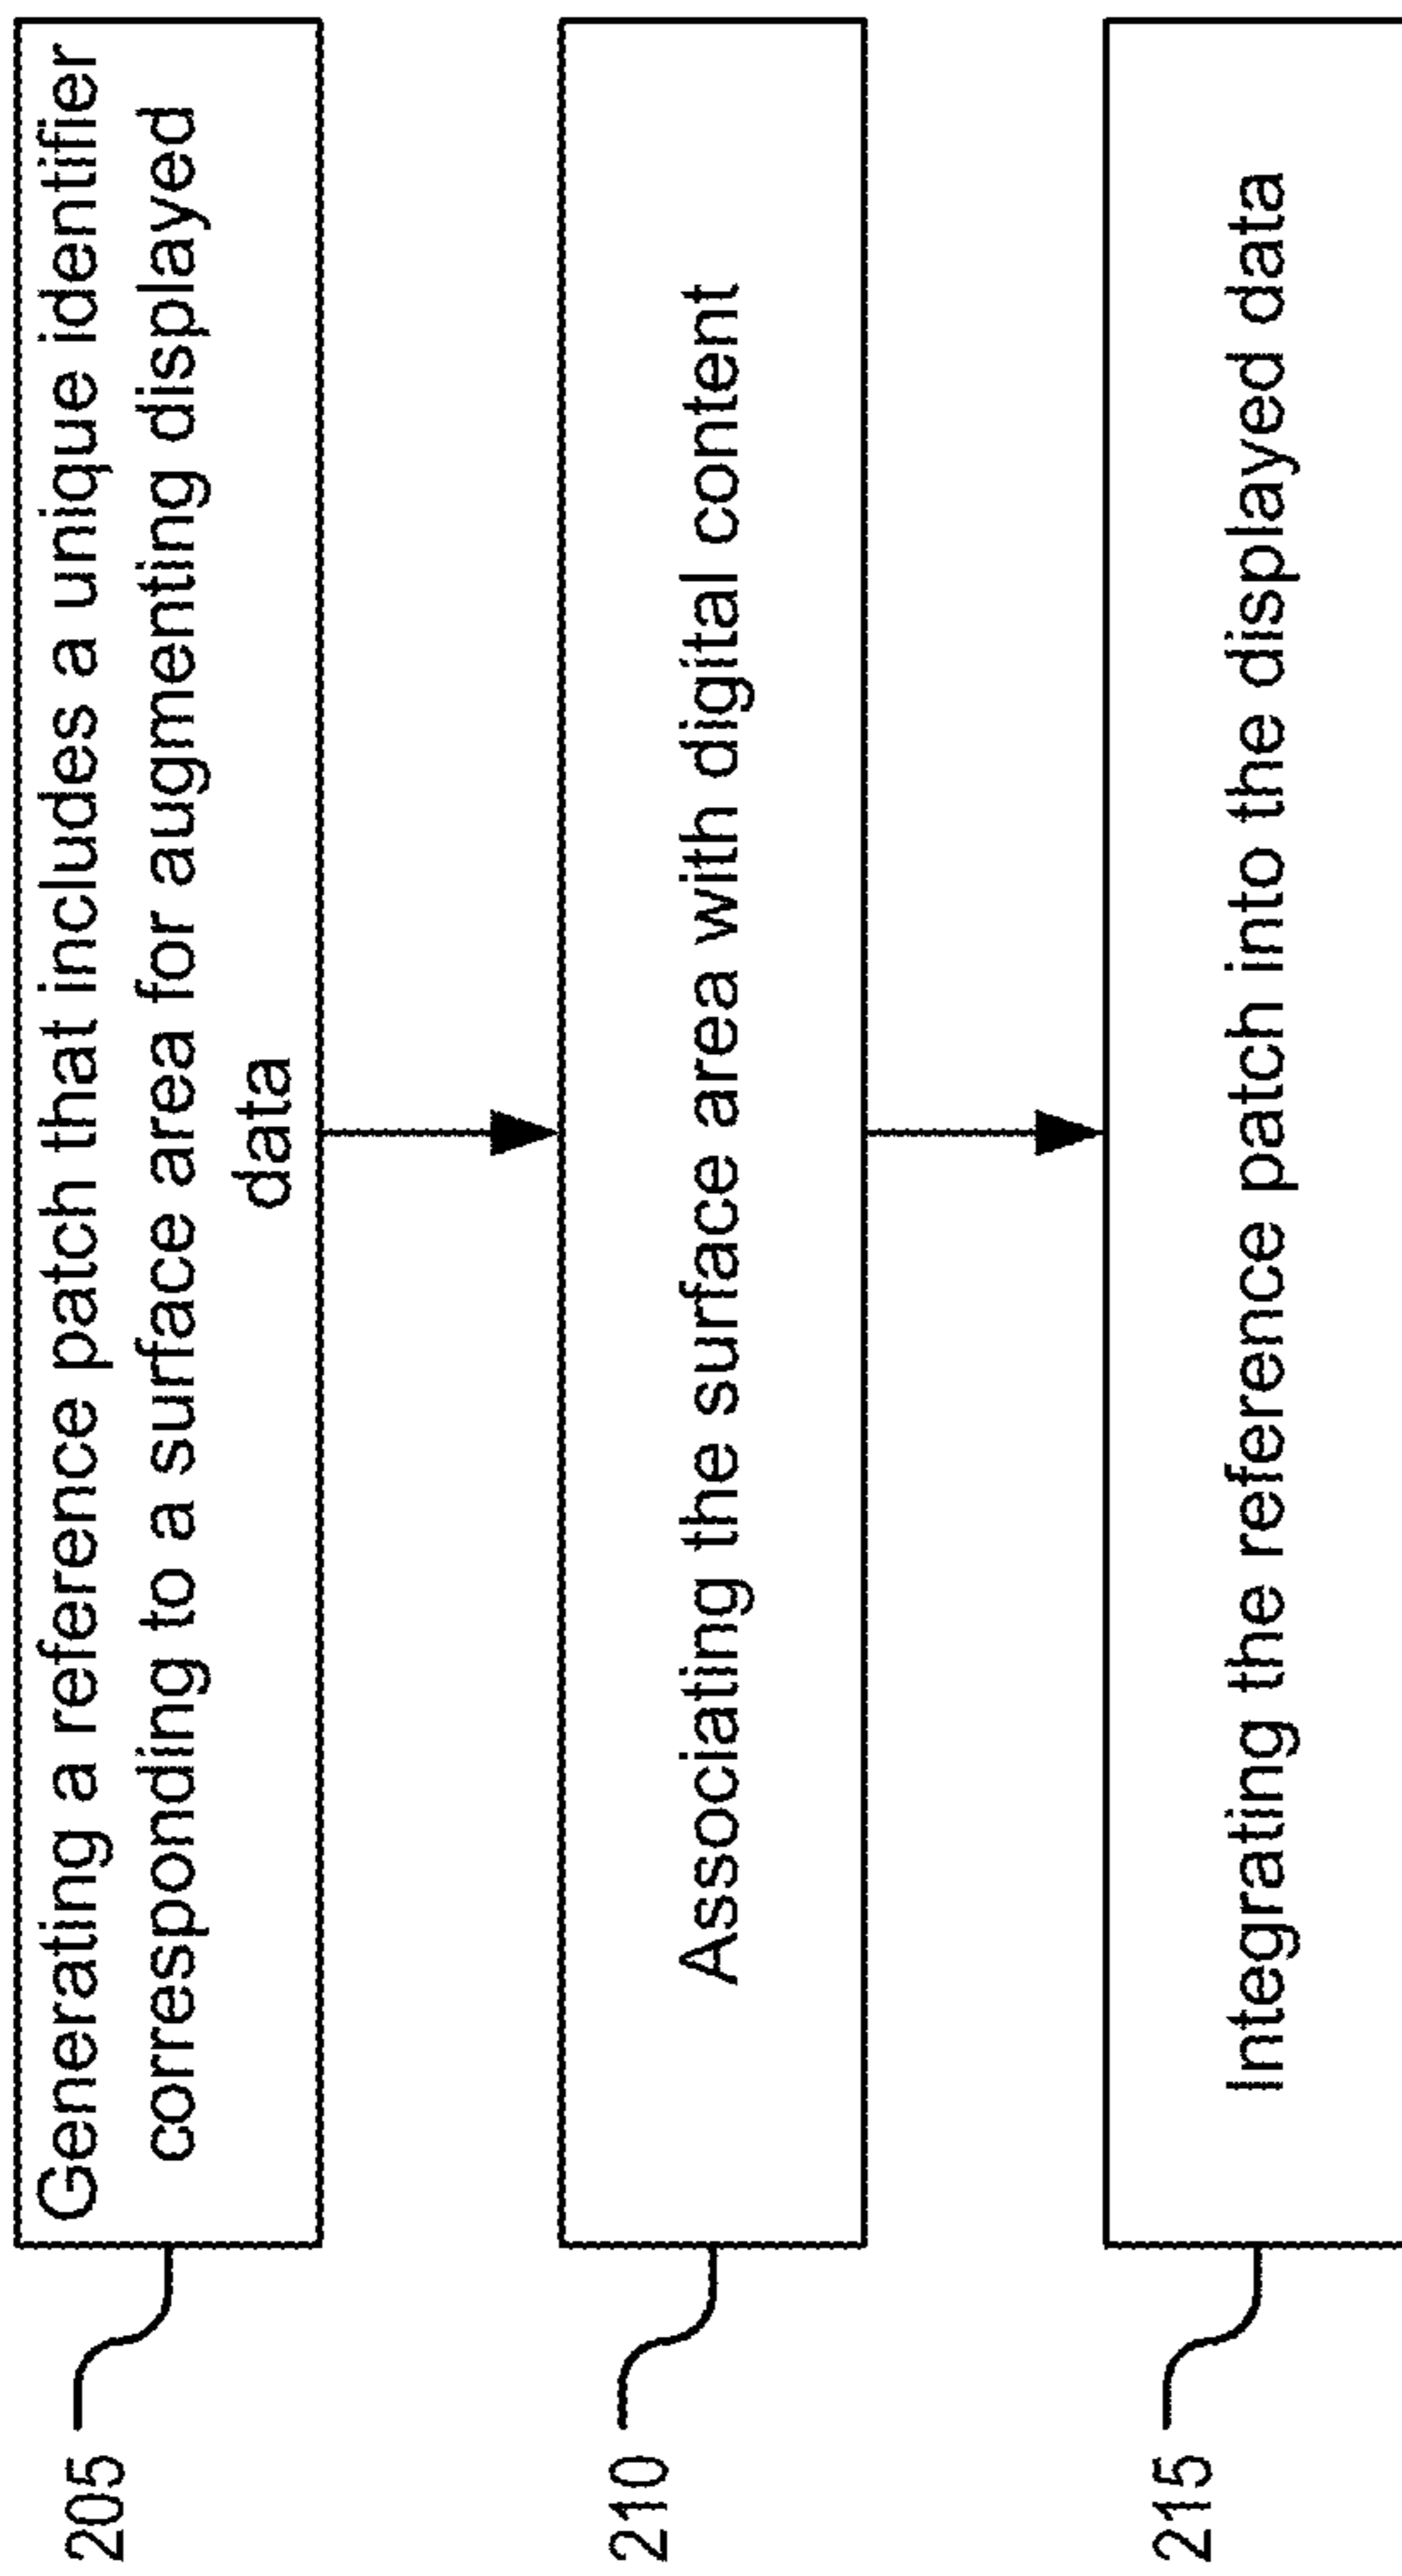 205
Generating a reference patch that includes a unique identifier
corresponding to a surface area for augmenting displayed
data
210
Associating the surface area with digital content
215
Integrating the reference patch into the displayed data